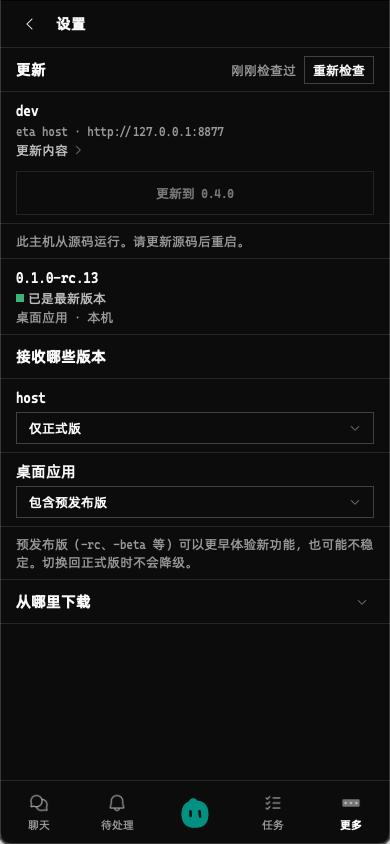 设置
更新
刚刚检查过 重新检查
dev
eta host · http://127.0.0.1:8877
更新内容
更新到 0.4.0
此主机从源码运行。请更新源码后重启。
0.1.0-rc.13
已是最新版本
桌面应用 · 本机
接收哪些版本
host
仅正式版
桌面应用
包含预发布版
预发布版 (-rc、-beta 等) 可以更早体验新功能, 也可能不稳
定。切换回正式版时不会降级。
从哪里下载
聊天
待处理
任务
更多